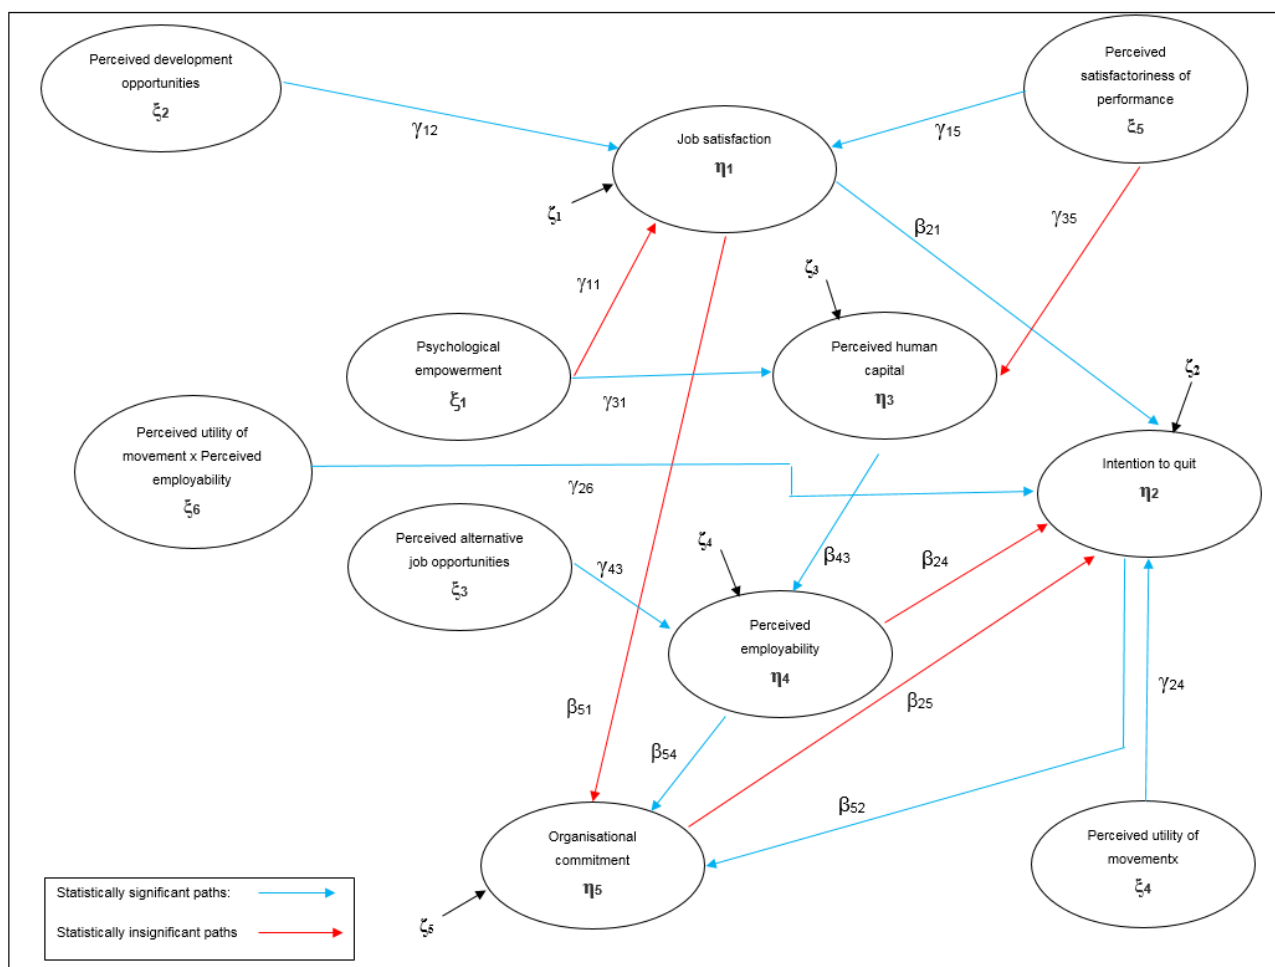 Perceived development
opportunities
ξ2
Perceived
satisfactoriness of
performance
ξ5
γ12
γ15
Job satisfaction
η1
ζ1
γ35
β21
ζ3
γ11
Psychological
empowerment
ξ1
γ31
Perceived human
capital
η3
ζ2
Perceived utility of
movement x Perceived
employability
ξ6
γ26
Intention to quit
η2
Perceived alternative
job opportunities
ξ3
γ43
ζ4
β43
β24
Perceived
employability
η4
γ24
β51
β25
β54
β52
Organisational
commitment
η5
ζ5
Perceived utility of
movementx
ξ4
Statistically significant paths:
Statistically insignificant paths